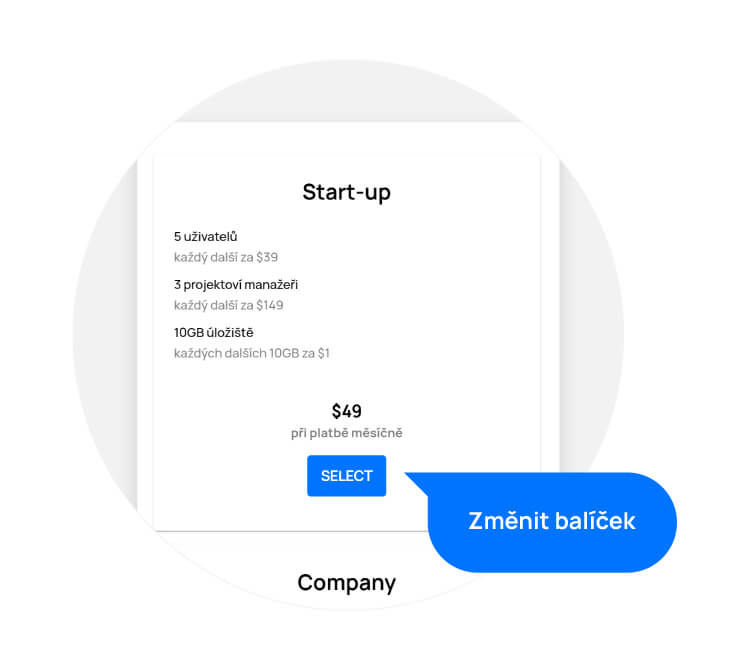 Start-up
5 uživatelů
každý další za $39
3 projektoví manažeři
každý další za $149
10GB úložiště
každých dalších 10GB za $1
$49
při platbě měsíčně
SELECT
Změnit balíček
Company